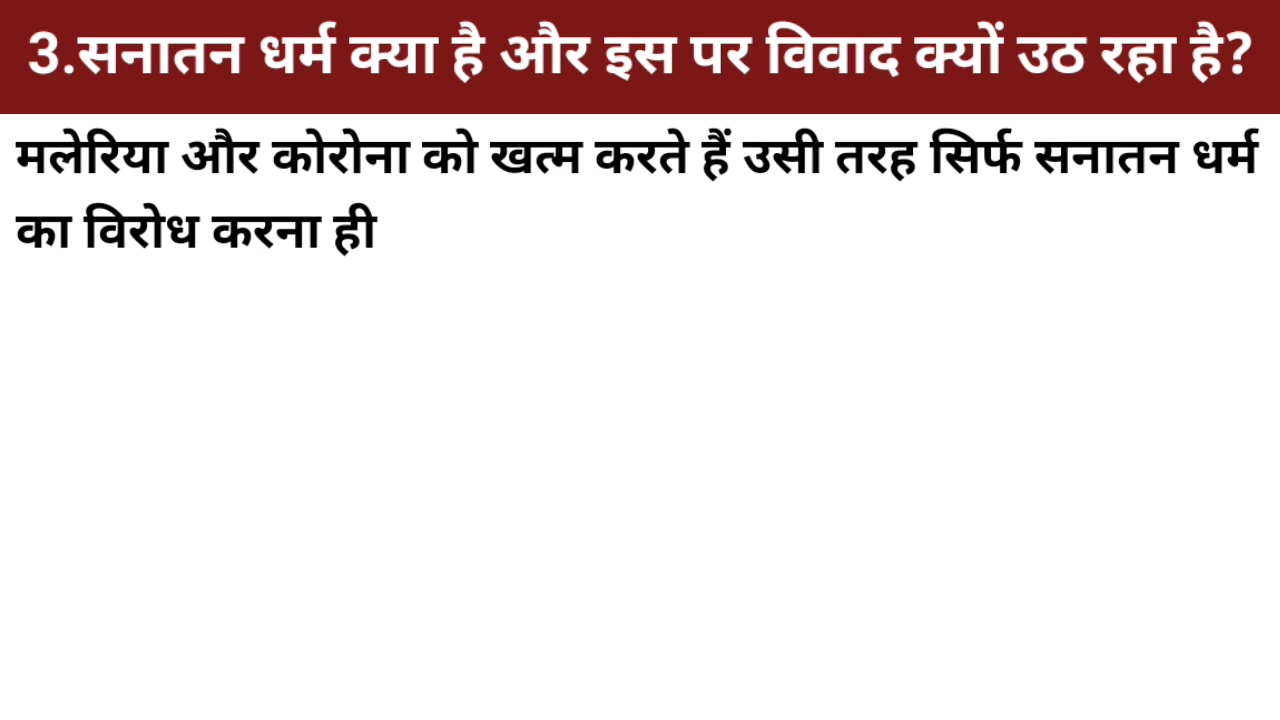 3.सनातन धर्म क्या है और इस पर विवाद क्यों उठ रहा है?
मलेरिया और कोरोना को खत्म करते हैं उसी तरह सिर्फ सनातन धर्म
का विरोध करना ही